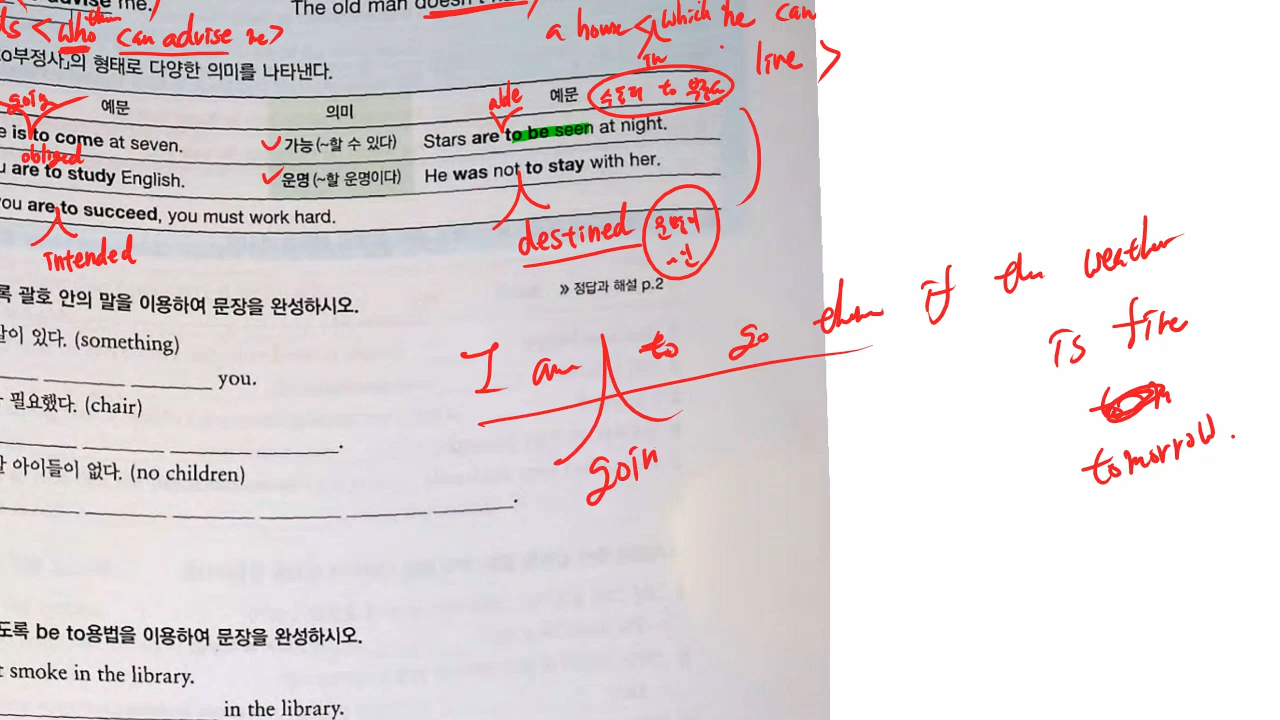 advise me.
The old man doesn't
them
<who can advise me>
a house <which he can
in
live >
to부정사」의 형태로 다양한 의미를 나타낸다.
going
예문
의미
able
예문
수동태 to 부정사
e is to come at seven.
가능 (~할 수 있다)
Stars are to be seen at night.
obliged
u are to study English.
운명 (~할 운명이다)
He was not to stay with her.
you are to succeed, you must work hard.
intended
destined
운명적
~인
» 정답과 해설 p.2
록 괄호 안의 말을 이용하여 문장을 완성하시오.
말이 있다. (something)
you.
필요했다. (chair)
아이들이 없다. (no children)
I am to go there if the weather
is fine
tomorrow.
goin
도록 be to용법을 이용하여 문장을 완성하시오.
t smoke in the library.
in the library.